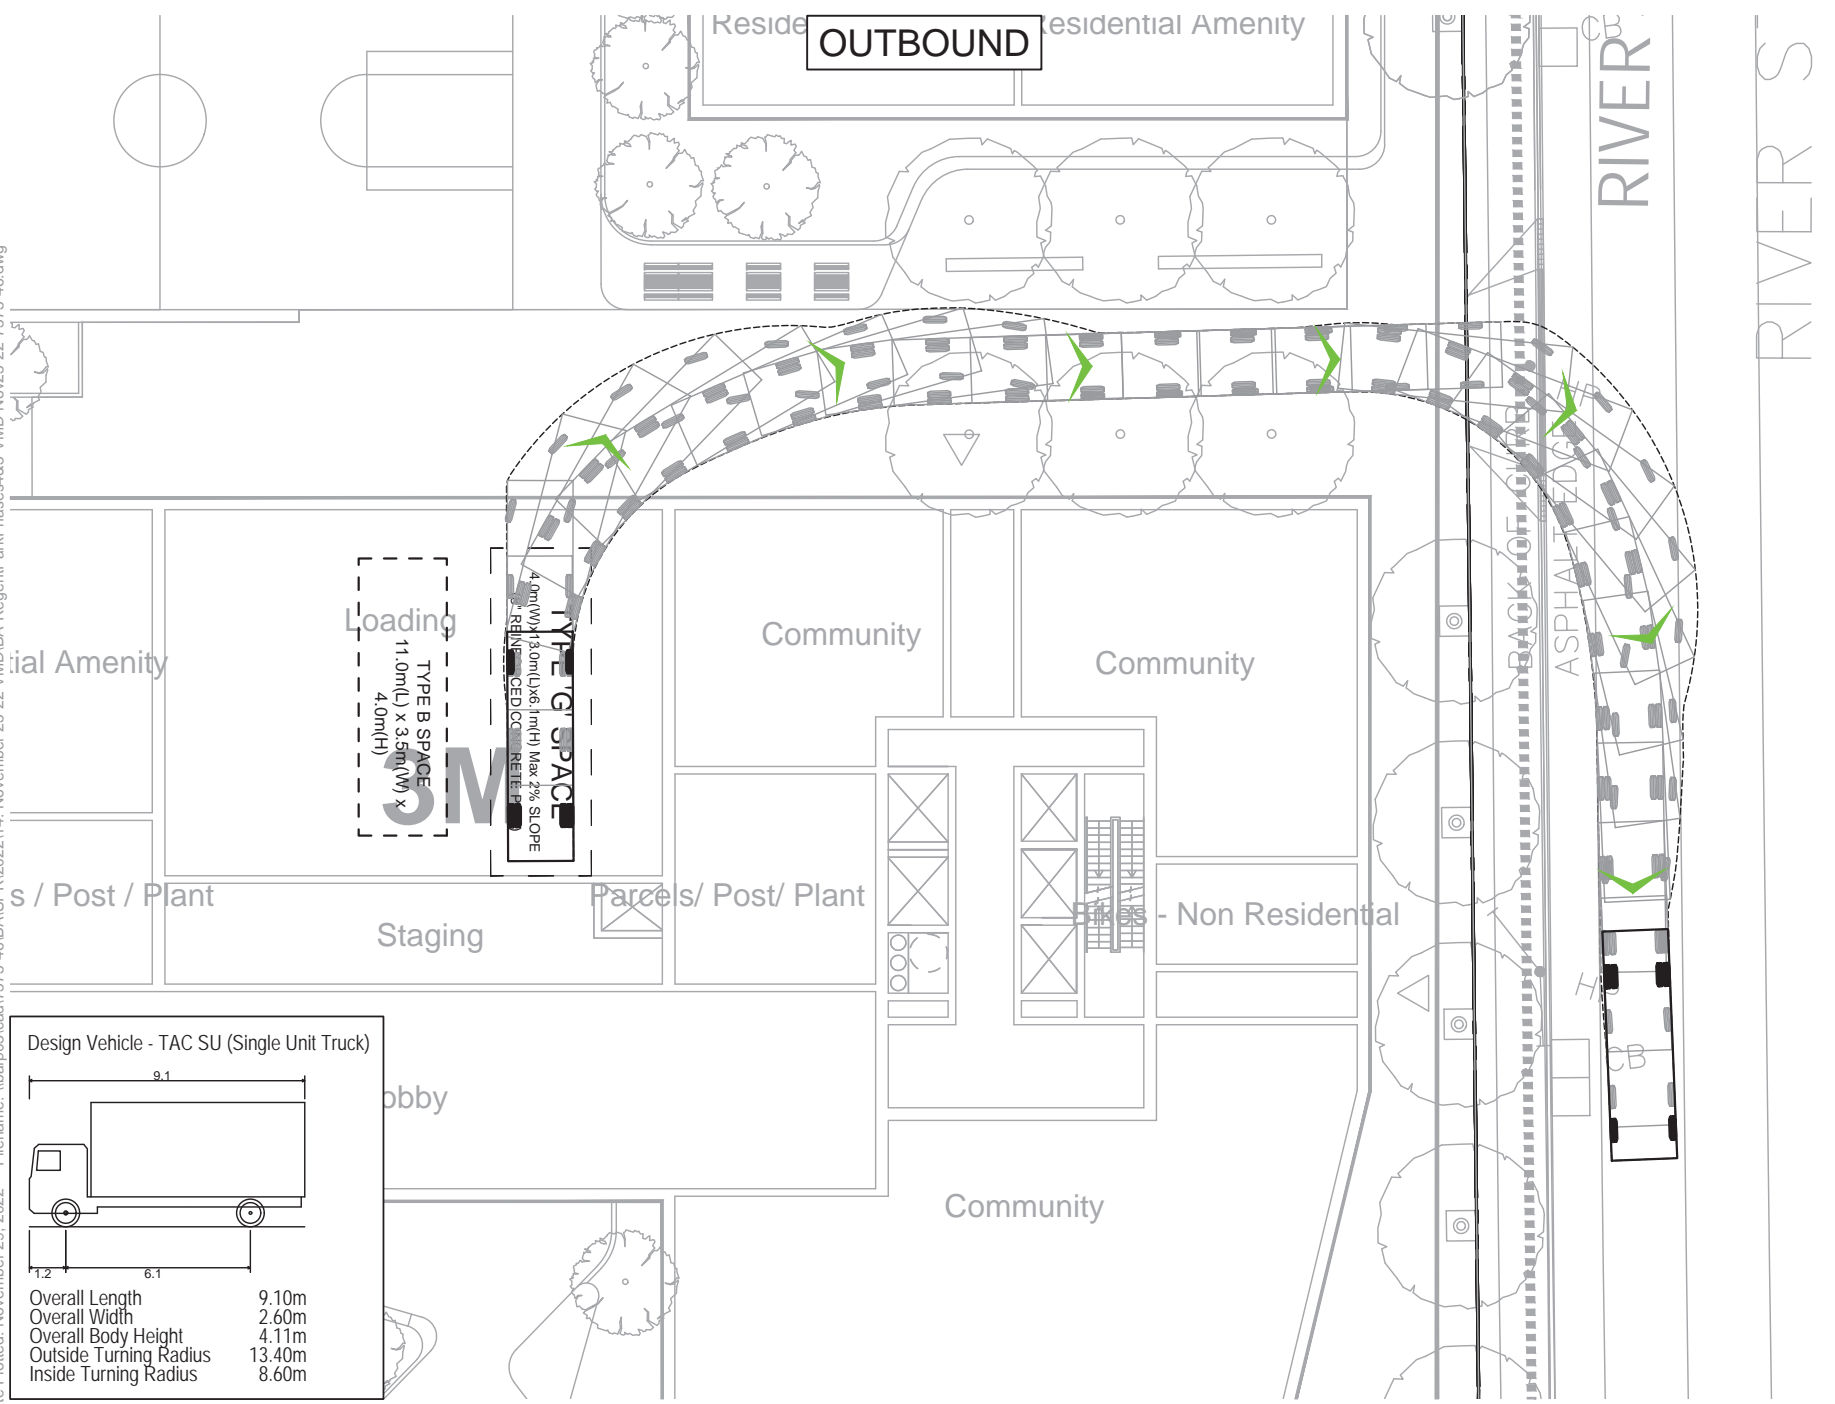 Reside
Residential Amenity
OUTBOUND
CB
RIVER
RIVER S
BACK OF CURB
ASPHALT EDGE
Loading
TYPE B SPACE
11.0m(L) x 3.5m(W) x
4.0m(H)
3M
TYPE 'G' SPACE
4.0m(W)x13.0m(L)x6.1m(H) Max 2% SLOPE
Community
Community
tial Amenity
s / Post / Plant
Parcels/ Post/ Plant
Staging
Bikes - Non Residential
CB
obby
Community
Design Vehicle - TAC SU (Single Unit Truck)
9.1
1.2
6.1
Overall Length 9.10m
Overall Width 2.60m
Overall Body Height 4.11m
Outside Turning Radius 13.40m
Inside Turning Radius 8.60m